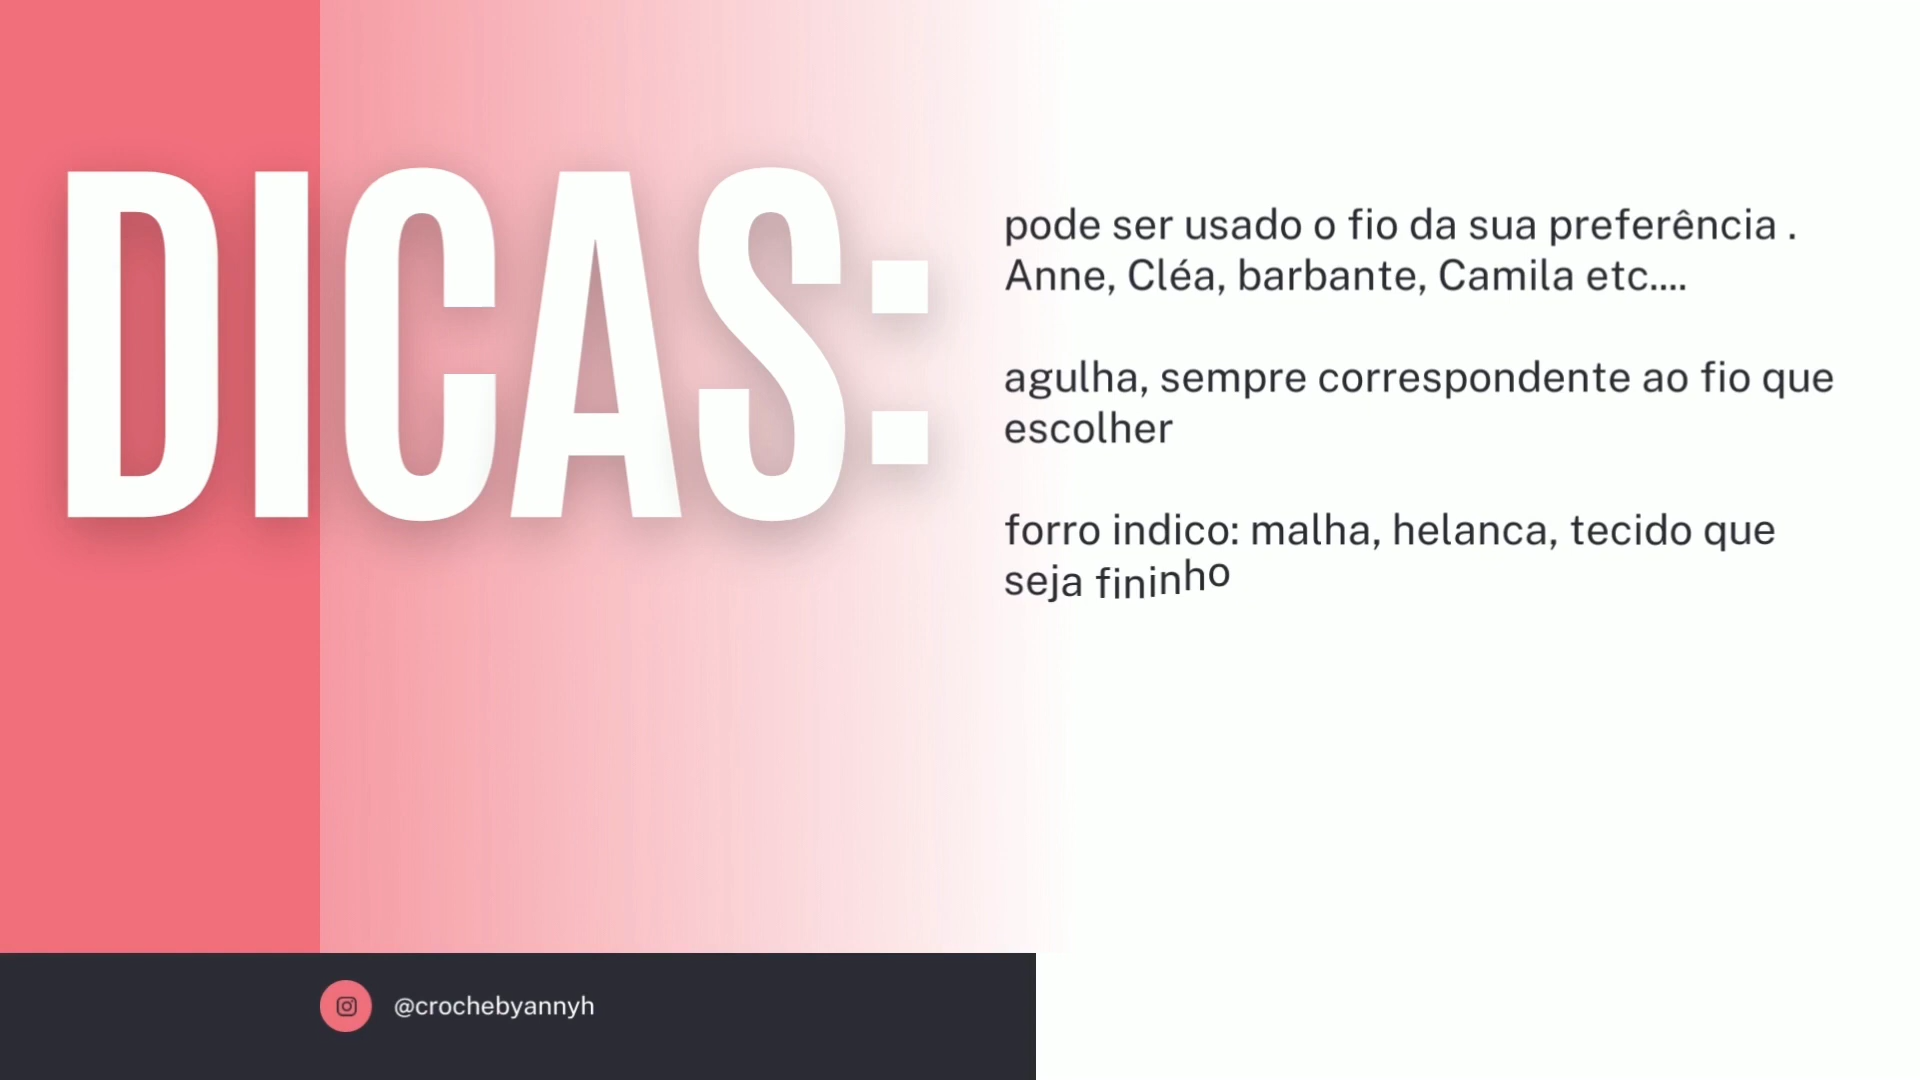 DICAS:
pode ser usado o fio da sua preferência .
Anne, Cléa, barbante, Camila etc....
agulha, sempre correspondente ao fio que
escolher
forro indico: malha, helanca, tecido que
seja fininho
@crochebyannyh